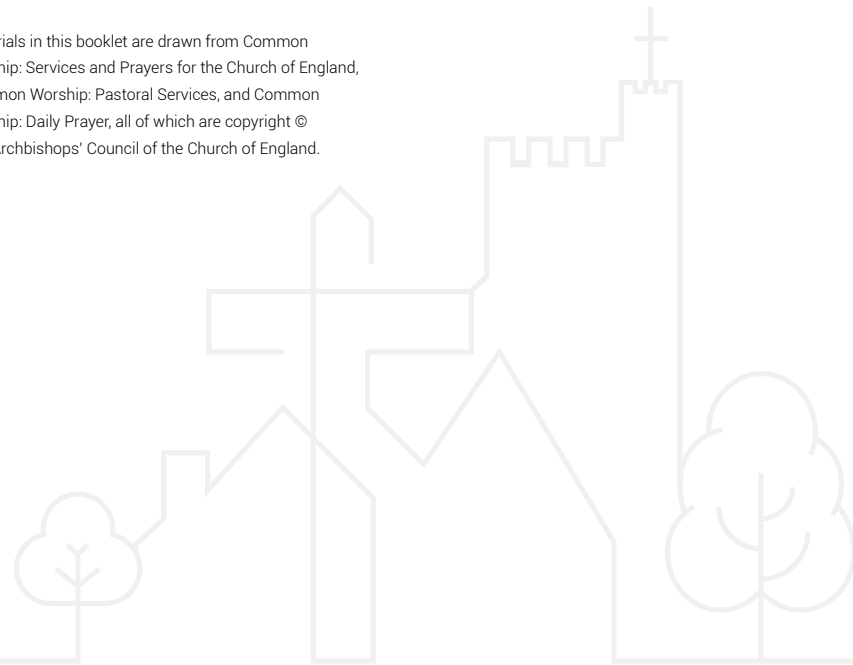 rials in this booklet are drawn from Common
hip: Services and Prayers for the Church of England,
mon Worship: Pastoral Services, and Common
hip: Daily Prayer, all of which are copyright ©
Archbishops' Council of the Church of England.